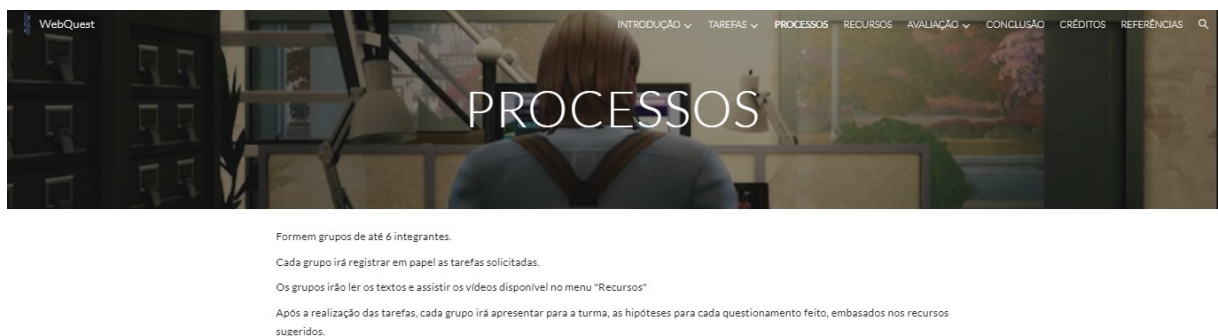 WebQuest INTRODUÇÃO TAREFAS PROCESSOS RECURSOS AVALIAÇÃO CONCLUSÃO CRÉDITOS REFERÊNCIAS
PROCESSOS
Formem grupos de até 6 integrantes.
Cada grupo irá registrar em papel as tarefas solicitadas.
Os grupos irão ler os textos e assistir os vídeos disponível no menu "Recursos"
Após a realização das tarefas, cada grupo irá apresentar para a turma, as hipóteses para cada questionamento feito, embasados nos recursos
sugeridos.